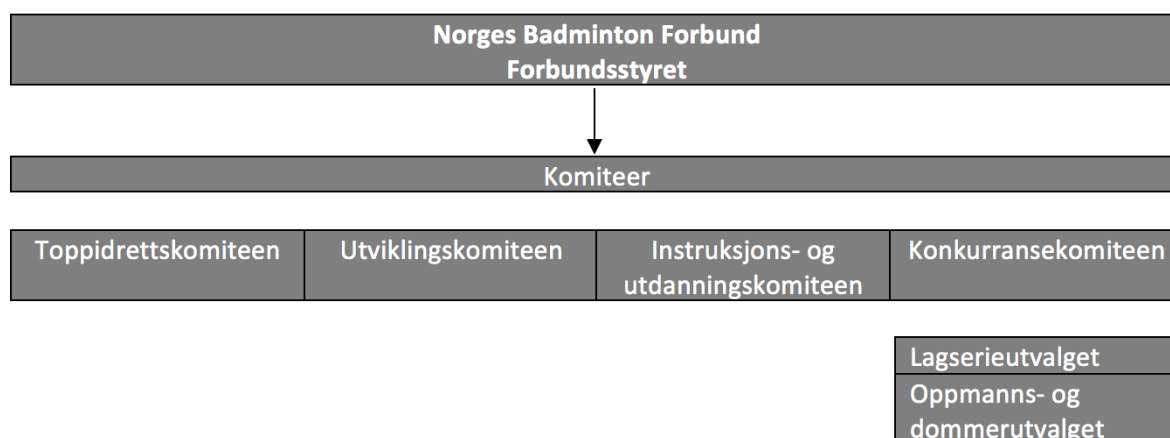 Norges Badminton Forbund
Forbundsstyret
Komiteer
Toppidrettskomiteen
Utviklingskomiteen
Instruksjons- og
utdanningskomiteen
Konkurransekomiteen
Lagserieutvalget
Oppmanns- og
dommerutvalget